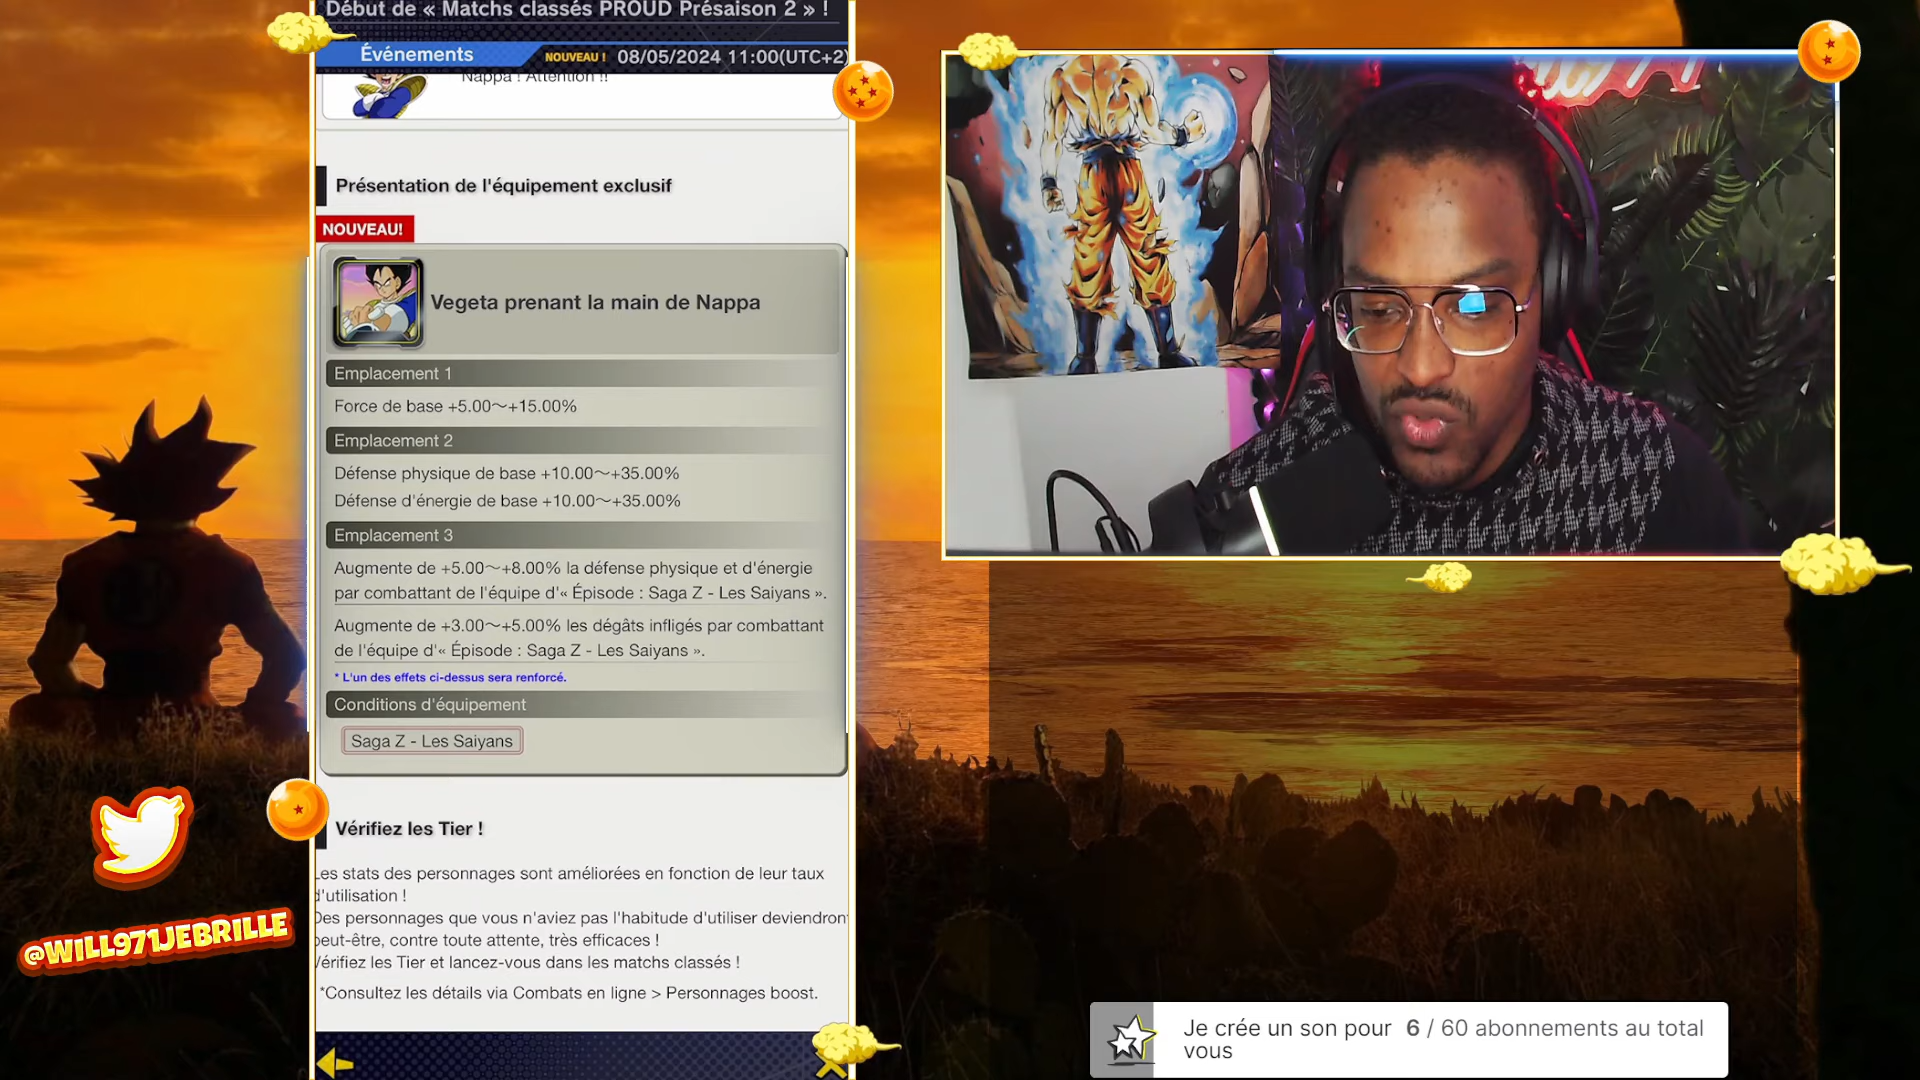 Début de « Matchs classés PROUD Présaison 2 » !
Événements
NOUVEAU !
08/05/2024 11:00(UTC+2)
Nappa ! Attention !!
Présentation de l'équipement exclusif
NOUVEAU!
Vegeta prenant la main de Nappa
Emplacement 1
Force de base +5.00～+15.00%
Emplacement 2
Défense physique de base +10.00～+35.00%
Défense d'énergie de base +10.00～+35.00%
Emplacement 3
Augmente de +5.00～+8.00% la défense physique et d'énergie
par combattant de l'équipe d'« Épisode : Saga Z - Les Saiyans ».
Augmente de +3.00～+5.00% les dégâts infligés par combattant
de l'équipe d'« Épisode : Saga Z - Les Saiyans ».
* L'un des effets ci-dessus sera renforcé.
Conditions d'équipement
Saga Z - Les Saiyans
Vérifiez les Tier !
Les stats des personnages sont améliorées en fonction de leur taux
d'utilisation !
Des personnages que vous n'aviez pas l'habitude d'utiliser deviendron
peut-être, contre toute attente, très efficaces !
Vérifiez les Tier et lancez-vous dans les matchs classés !
*Consultez les détails via Combats en ligne > Personnages boost.
@WILL971JEBRILLE
Je crée un son pour 6 / 60 abonnements au total
vous